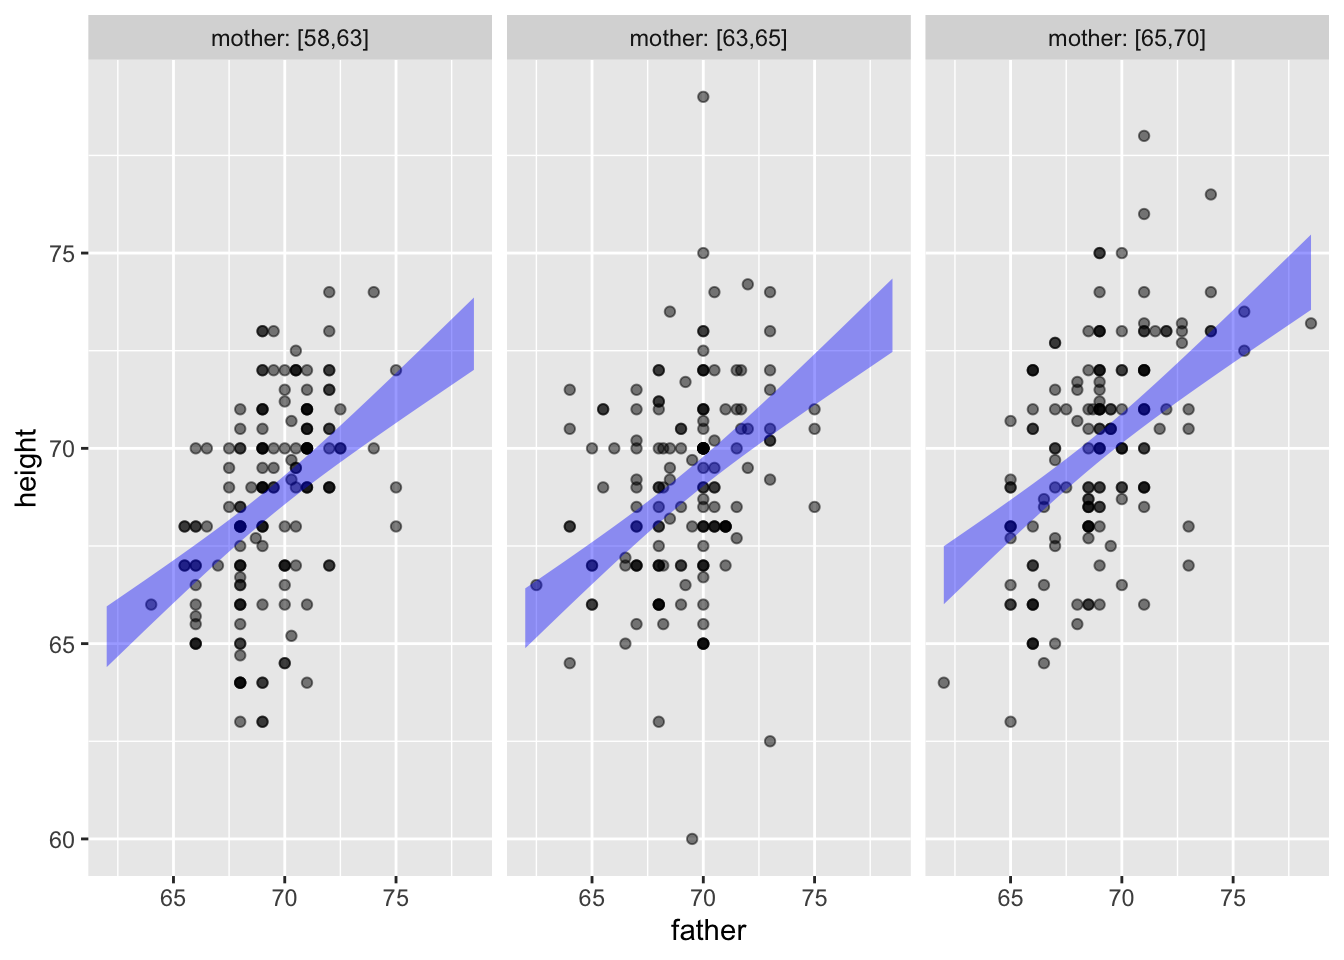 mother: [58,63]
mother: [63,65]
mother: [65,70]
height
75
70
65
60
65 70 75
65 70 75
65 70 75
father